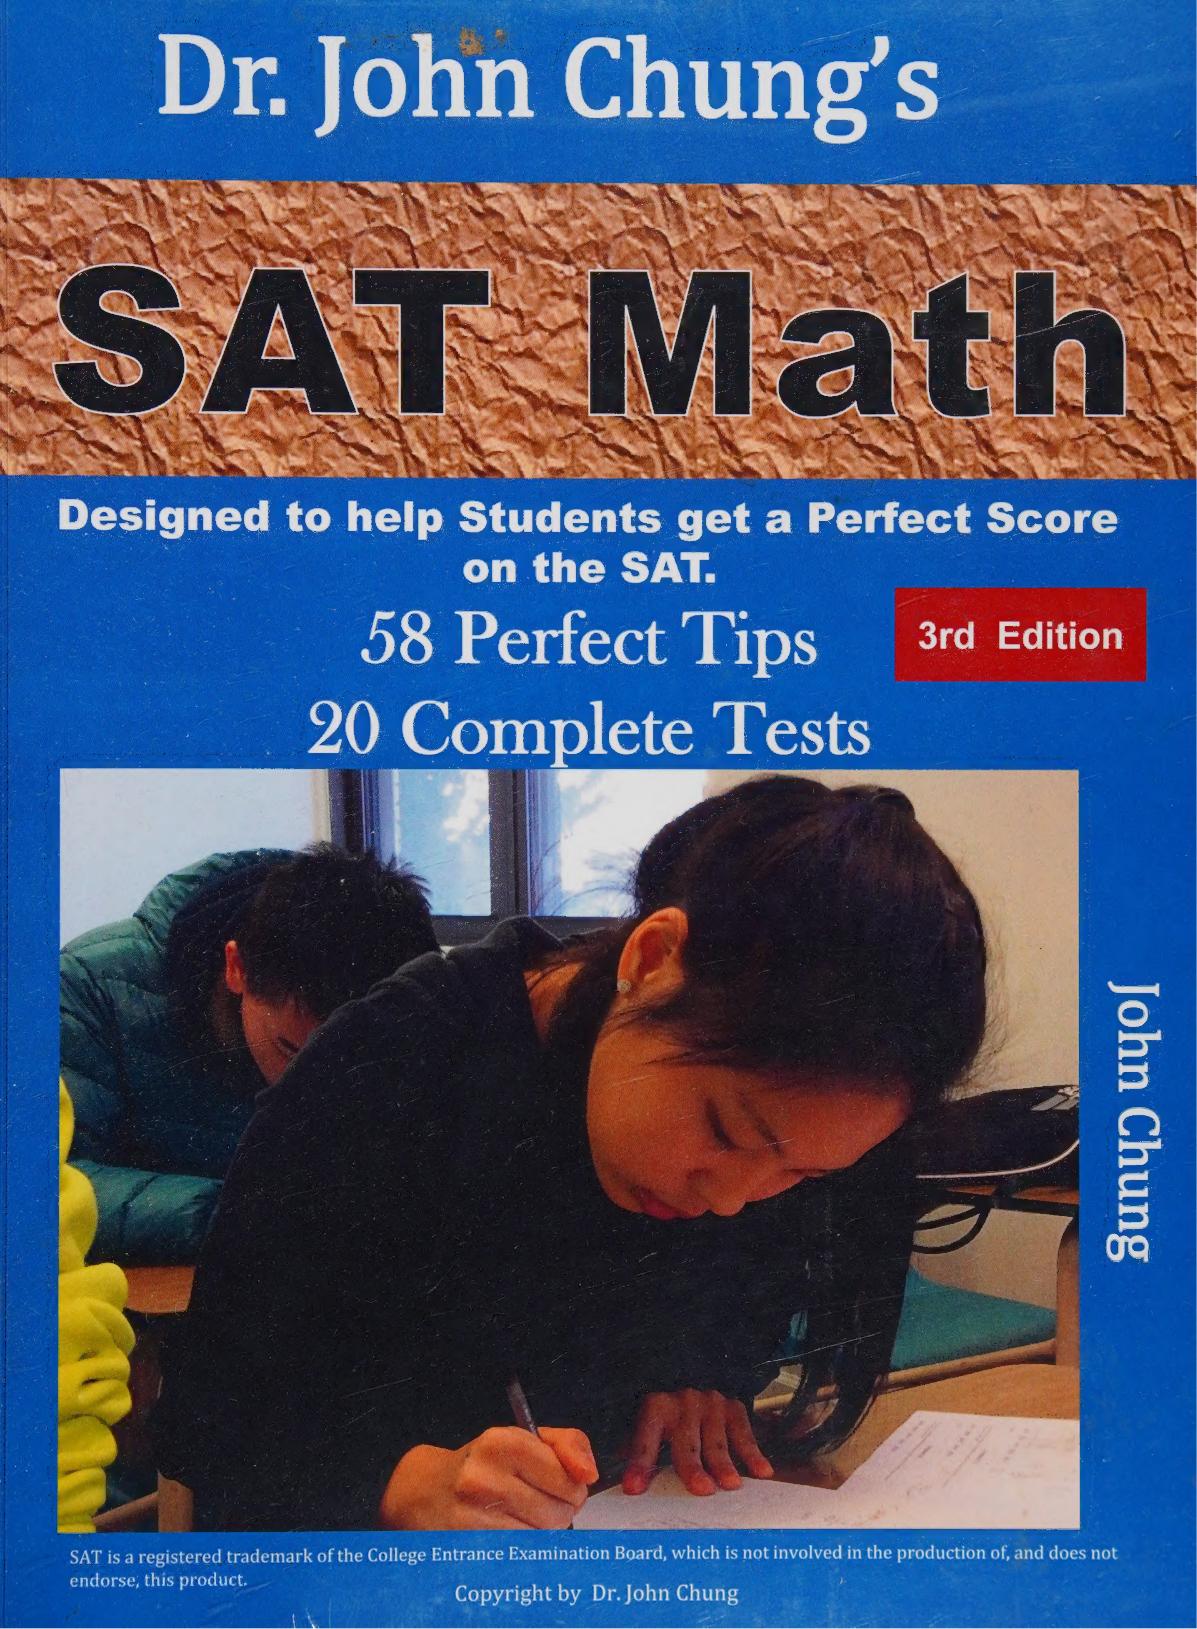 Dr. John Chung's
SAT Math
Designed to help Students get a Perfect Score
on the SAT.
58 Perfect Tips
3rd Edition
20 Complete Tests
John Chung
SAT is a registered trademark of the College Entrance Examination Board, which is not involved in the production of, and does not
endorse, this product.
Copyright by Dr. John Chung